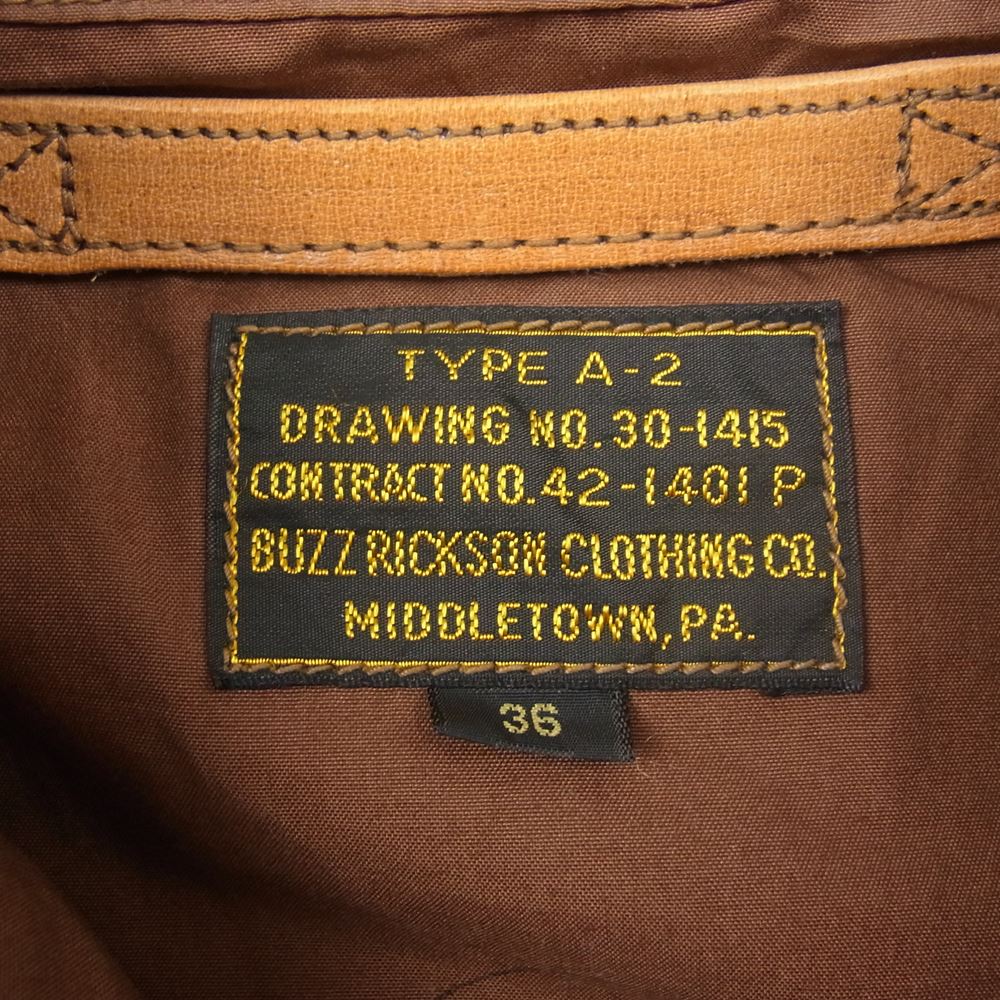 TYPE A-2
DRAWING NO. 30-1415
CONTRACT NO. 42-1401 P
BUZZ RICKSON CLOTHING CO.
MIDDLETOWN, PA.
36